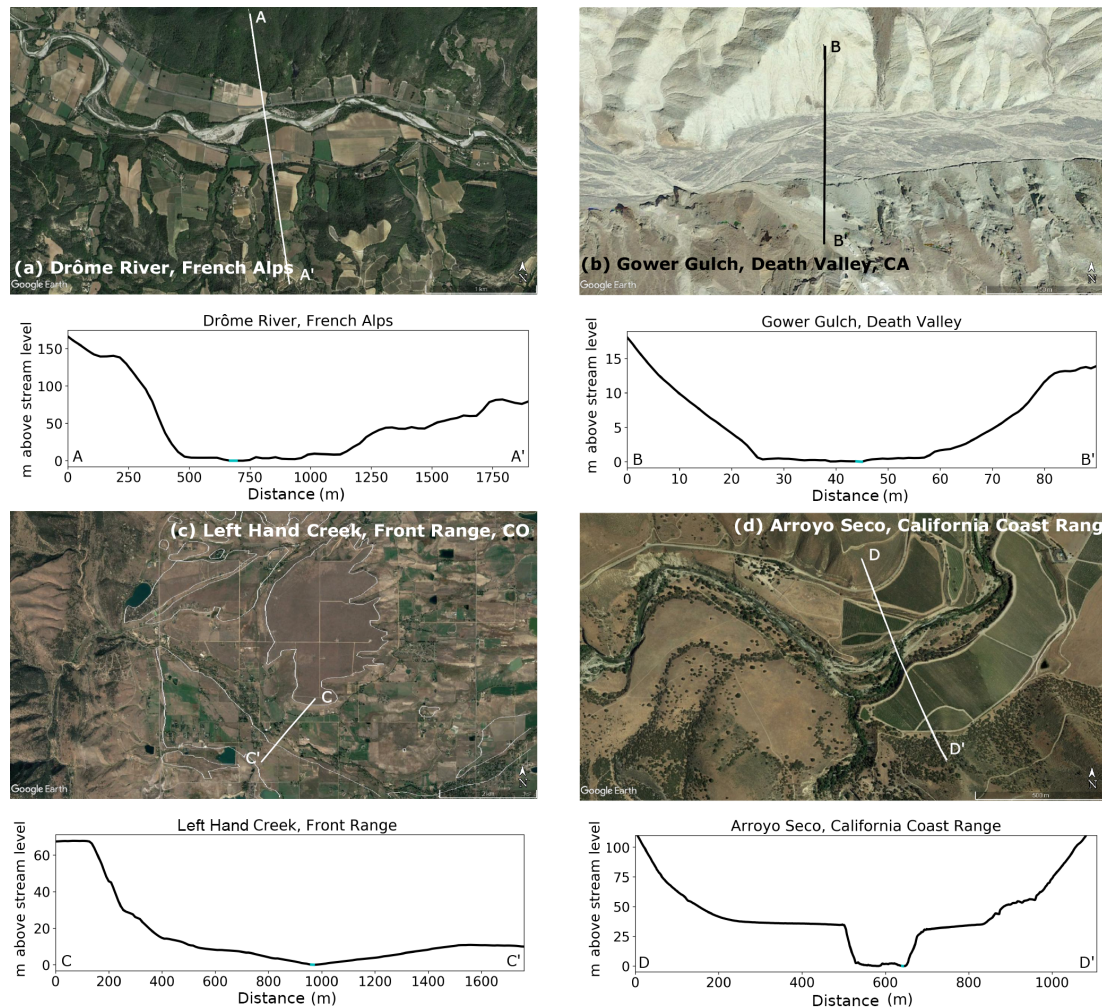 A
A'
(a) Drôme River, French Alps
Google Earth
1 km
N
B
B'
(b) Gower Gulch, Death Valley, CA
Google Earth
N
Drôme River, French Alps
m above stream level
150
100
50
0
A
A'
0 250 500 750 1000 1250 1500 1750
Distance (m)
Gower Gulch, Death Valley
m above stream level
15
10
5
0
B
B'
0 10 20 30 40 50 60 70 80
Distance (m)
(c) Left Hand Creek, Front Range, CO
C
C'
Google Earth
N
(d) Arroyo Seco, California Coast Rang
D
D'
Google Earth
N
Left Hand Creek, Front Range
m above stream level
60
40
20
0
C
C'
0 200 400 600 800 1000 1200 1400 1600
Distance (m)
Arroyo Seco, California Coast Range
m above stream level
100
75
50
25
0
D
D'
0 200 400 600 800 1000
Distance (m)